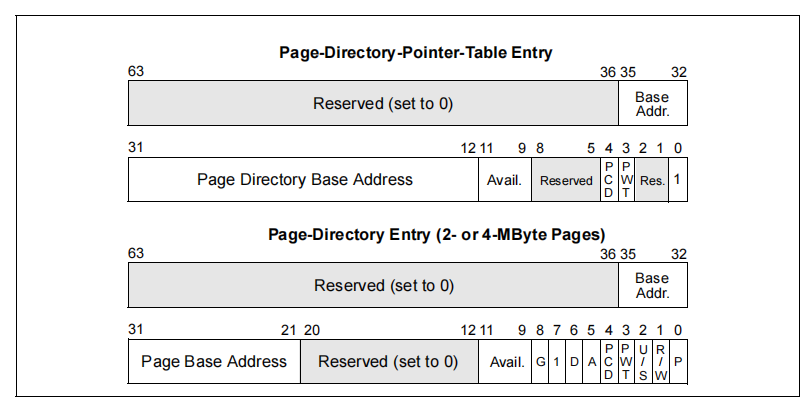 Page-Directory-Pointer-Table Entry
63 36 35 32
Reserved (set to 0) Base Addr.
31 12 11 9 8 5 4 3 2 1 0
Page Directory Base Address Avail. Reserved PCD PWT Res. 1
Page-Directory Entry (2- or 4-MByte Pages)
63 36 35 32
Reserved (set to 0) Base Addr.
31 21 20 12 11 9 8 7 6 5 4 3 2 1 0
Page Base Address Reserved (set to 0) Avail. G 1 D A PCD PWT U/S R/W P